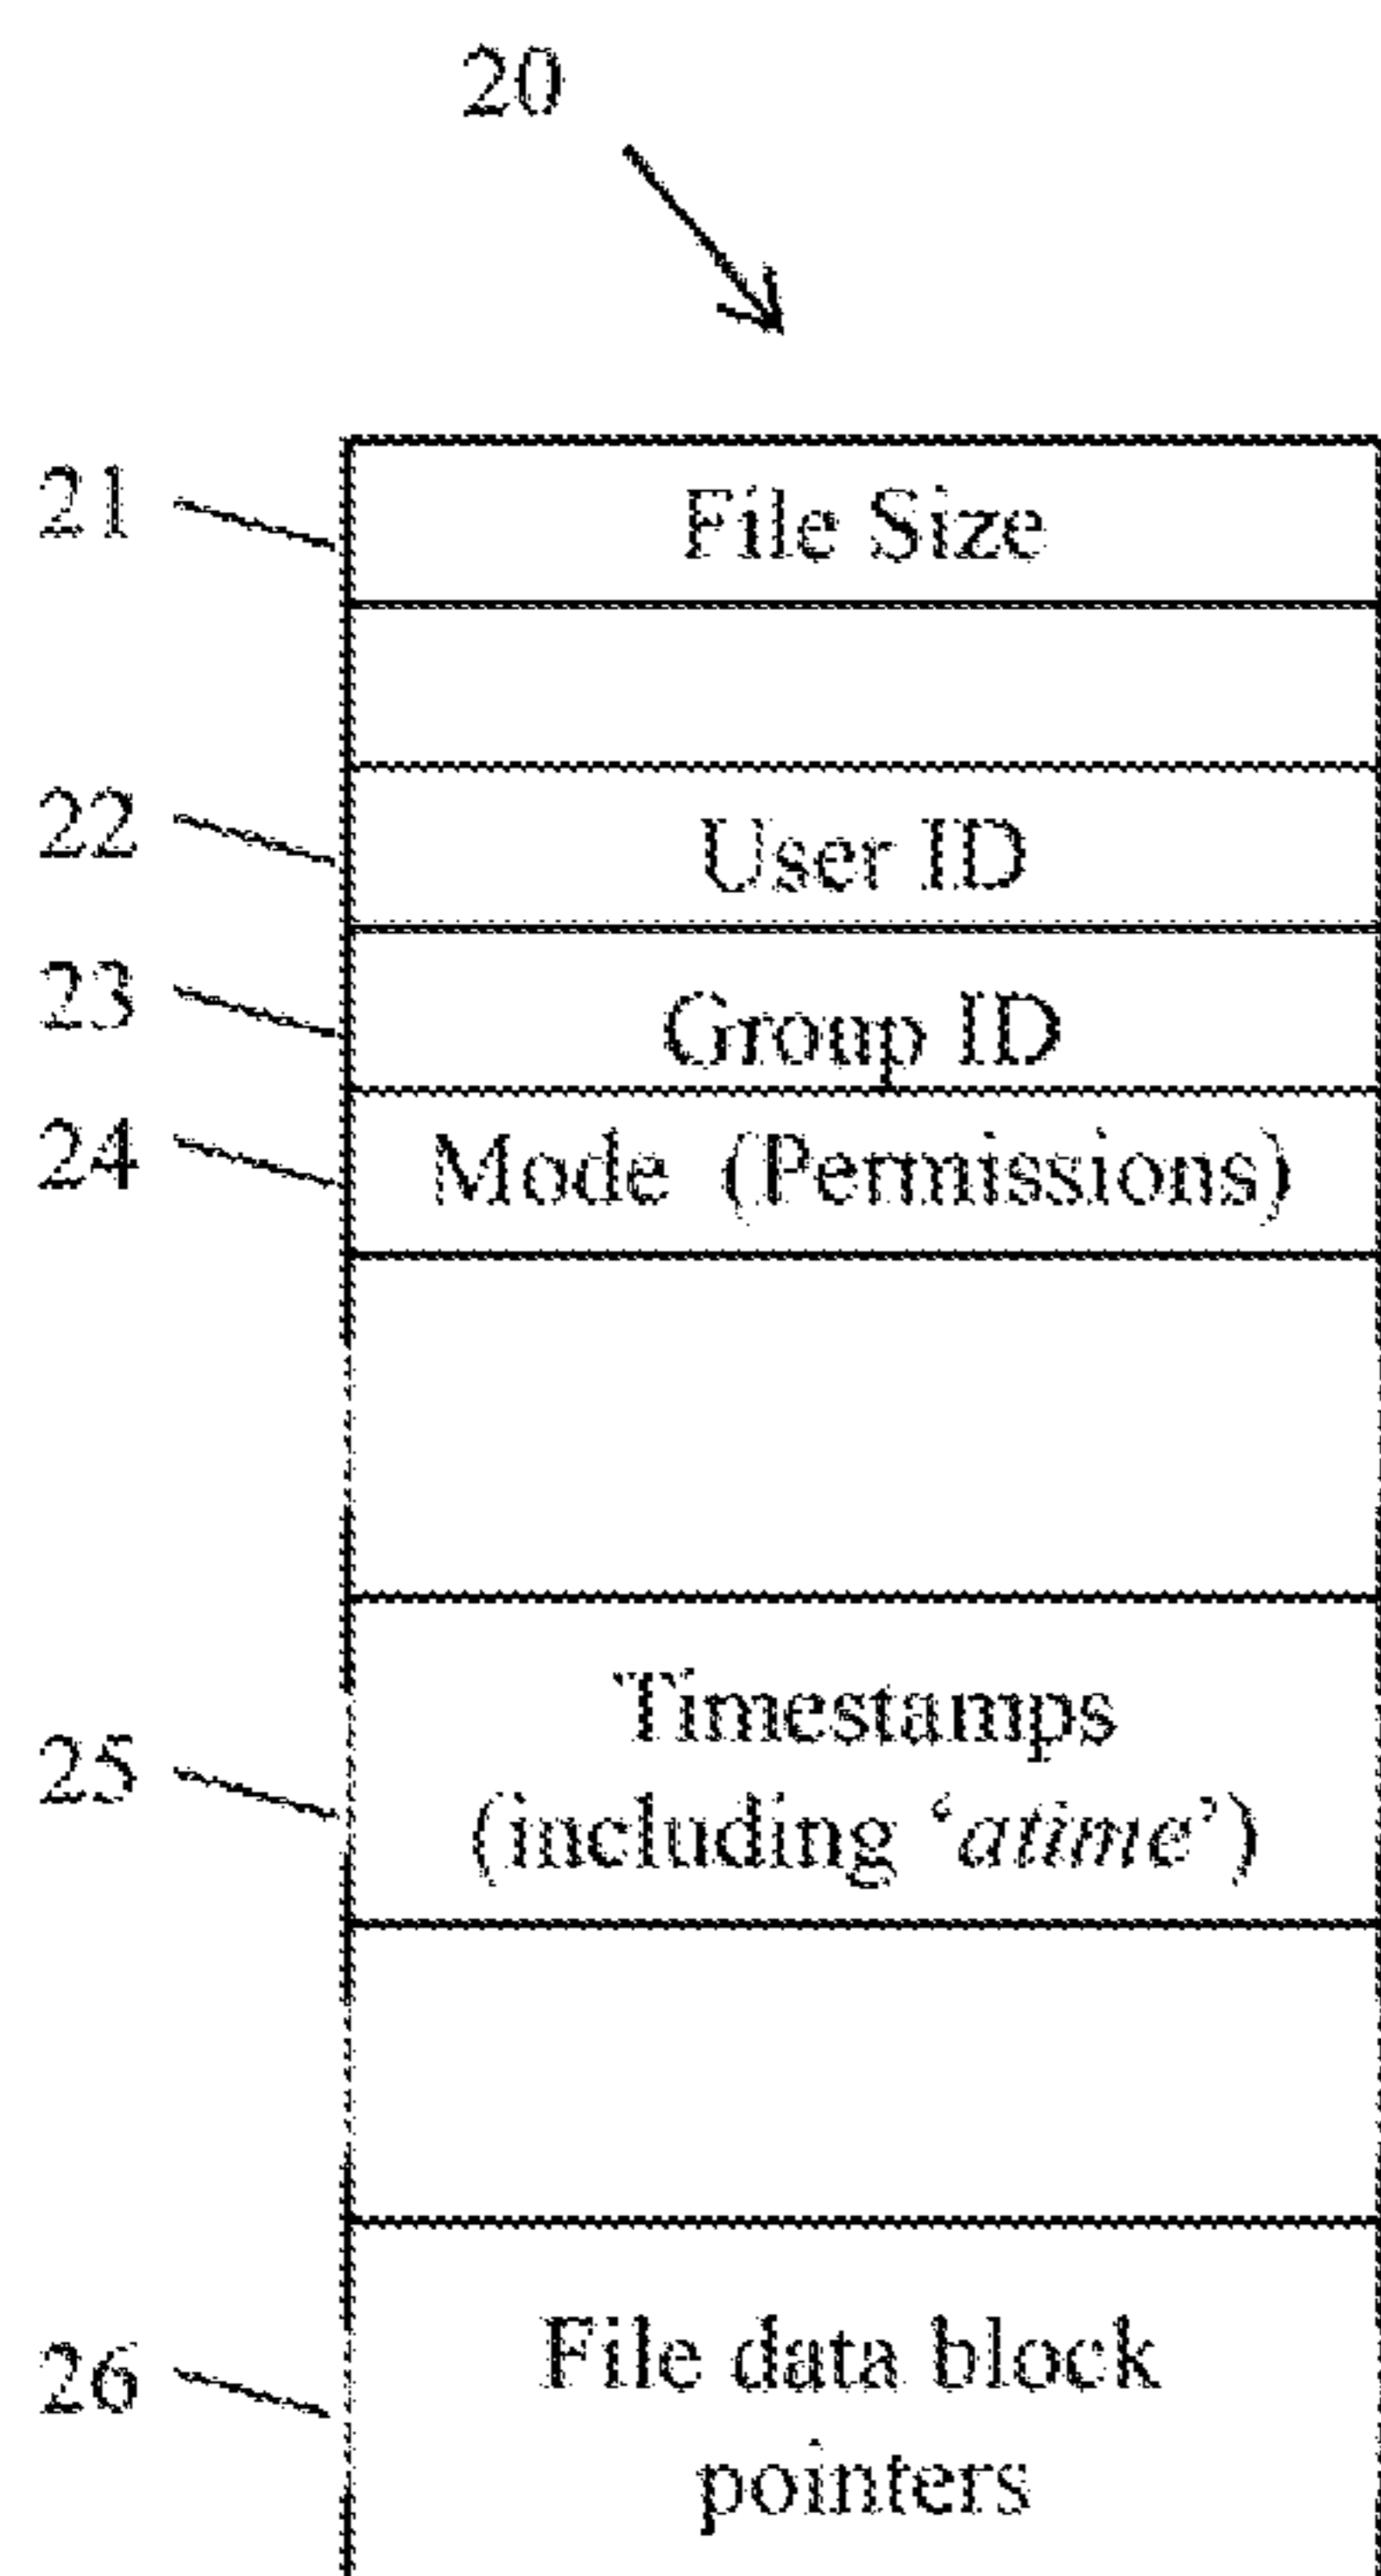 20
21 File Size
22 User ID
23 Group ID
24 Mode (Permissions)
Timestamps
25 (including ‘atime’)
26 File data block
pointers